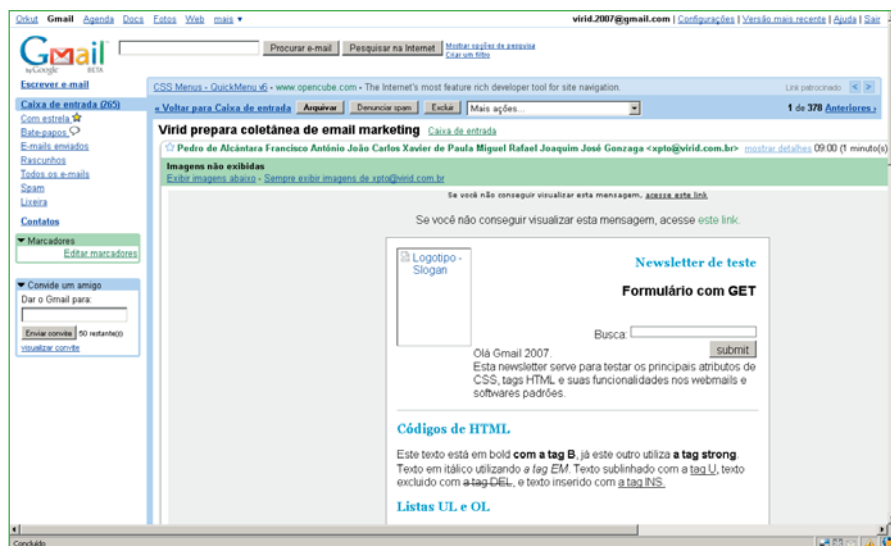 Orkut Gmail Agenda Docs Fotos Web mais ▾ virid.2007@gmail.com | Configurações | Versão mais recente | Ajuda | Sair
Gmail by Google BETA
Procurar e-mail Pesquisar na Internet Mostrar opções de pesquisa
Criar um filtro
Escrever e-mail
CSS Menus - QuickMenu v6 - www.opencube.com - The Internet's most feature rich developer tool for site navigation. Link patrocinado < >
Caixa de entrada (265)
Com estrela
Bate-papos
E-mails enviados
Rascunhos
Todos os e-mails
Spam
Lixeira
Contatos
Marcadores
Editar marcadores
Convide um amigo
Dar o Gmail para:
Enviar convite 50 restante(s)
visualizar convite
« Voltar para Caixa de entrada Arquivar Denunciar spam Excluir Mais ações... 1 de 378 Anteriores ›
Virid prepara coletânea de email marketing Caixa de entrada
Pedro de Alcântara Francisco António João Carlos Xavier de Paula Miguel Rafael Joaquim José Gonzaga <xpto@virid.com.br> mostrar detalhes 09:00 (1 minuto(s)
Imagens não exibidas
Exibir imagens abaixo - Sempre exibir imagens de xpto@virid.com.br
Se você não conseguir visualizar esta mensagem, acesse este link
Se você não conseguir visualizar esta mensagem, acesse este link.
Logotipo -
Slogan
Newsletter de teste
Formulário com GET
Busca:
submit
Olá Gmail 2007.
Esta newsletter serve para testar os principais atributos de
CSS, tags HTML e suas funcionalidades nos webmails e
softwares padrões.
Códigos de HTML
Este texto está em bold com a tag B, já este outro utiliza a tag strong.
Texto em itálico utilizando a tag EM. Texto sublinhado com a tag U, texto
excluido com a tag DEL, e texto inserido com a tag INS.
Listas UL e OL
Concluído